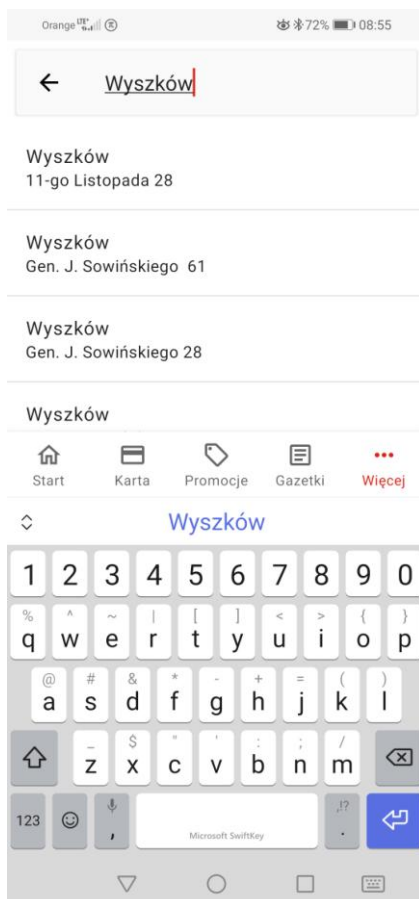 Orange LTE+ 72% 08:55
Wyszków
Wyszków
11-go Listopada 28
Wyszków
Gen. J. Sowińskiego 61
Wyszków
Gen. J. Sowińskiego 28
Wyszków
Start Karta Promocje Gazetki Więcej
Wyszków
1 2 3 4 5 6 7 8 9 0
% ^ ~ | [ ] < > { }
q w e r t y u i o p
@ # & * - + = ( )
a s d f g h j k l
_ $ " ' : ; /
z x c v b n m
123 , Microsoft SwiftKey ,!? .